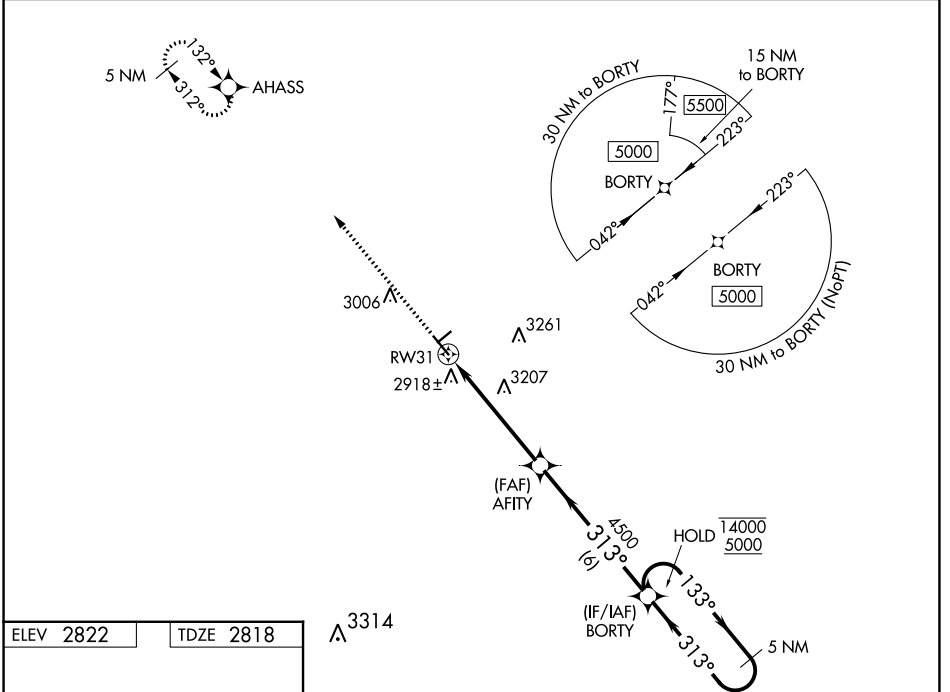 5 NM
132°
312°
AHASS
30 NM to BORTY
177°
5500
15 NM
to BORTY
223°
5000
BORTY
042°
223°
BORTY
5000
042°
30 NM to BORTY (NoPT)
3006
3261
RW31
2918±
3207
(FAF)
AFITY
4500
313°
(6)
HOLD
14000
5000
133°
(IF/IAF)
BORTY
313°
5 NM
3314
ELEV 2822
TDZE 2818